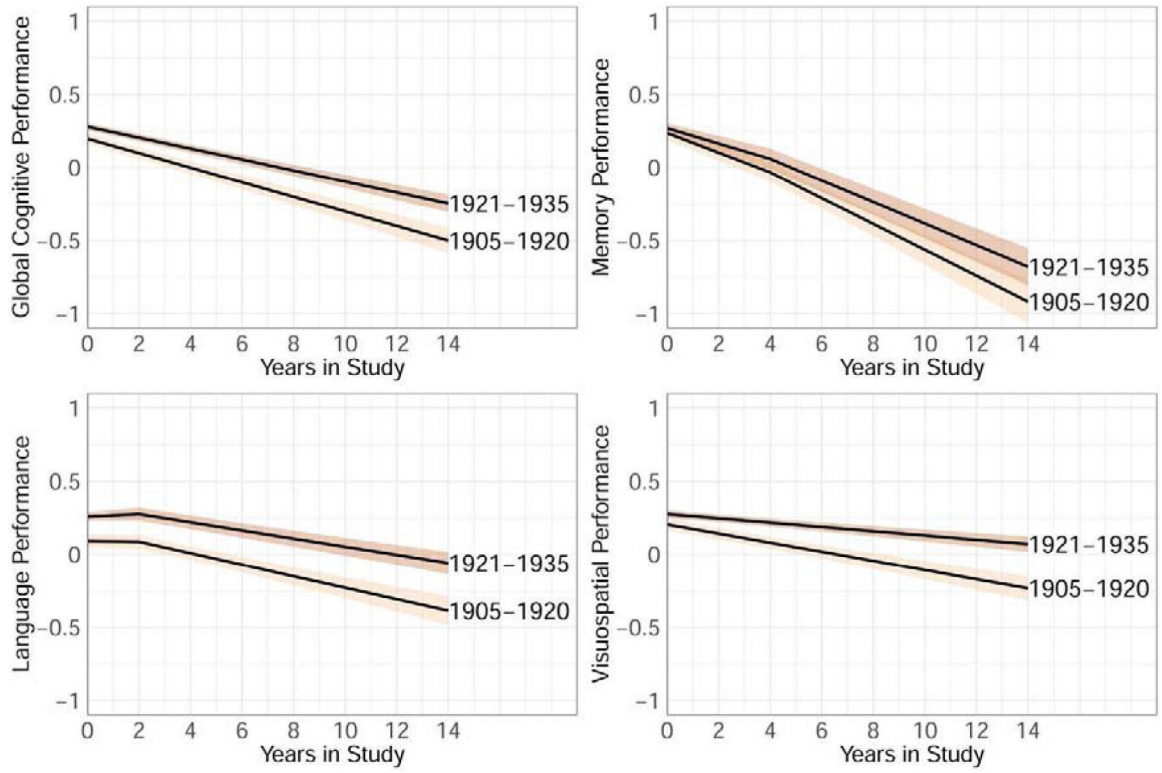 Global Cognitive Performance
1
0.5
0
−0.5
−1
1921−1935
1905−1920
0 2 4 6 8 10 12 14
Years in Study
Memory Performance
1
0.5
0
−0.5
−1
1921−1935
1905−1920
0 2 4 6 8 10 12 14
Years in Study
Language Performance
1
0.5
0
−0.5
−1
1921−1935
1905−1920
0 2 4 6 8 10 12 14
Years in Study
Visuospatial Performance
1
0.5
0
−0.5
−1
1921−1935
1905−1920
0 2 4 6 8 10 12 14
Years in Study